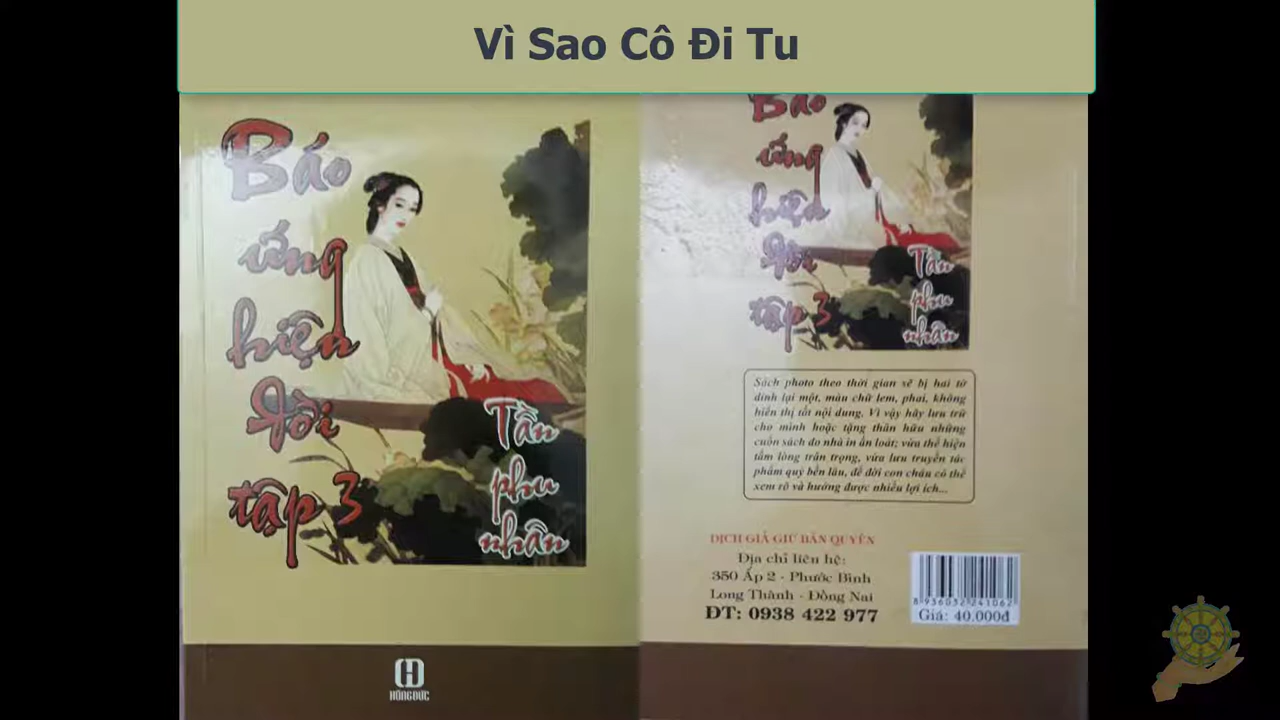 Vì Sao Cô Đi Tu
Báo
ứng
hiện
đời
tập 3
Tần
phu
nhân
HỒNG ĐỨC
Báo
ứng
hiện
đời
tập 3
Tần
phu
nhân
Sách photo theo thời gian sẽ bị hai tờ
dính lại một, màu chữ lem, phai, không
hiển thị tốt nội dung. Vì vậy hãy lưu trữ
cho mình hoặc tặng thân hữu những
cuốn sách do nhà in ấn loát; vừa thể hiện
tấm lòng trân trọng, vừa lưu truyền tác
phẩm quý bền lâu, để đời con cháu có thể
xem rõ và hưởng được nhiều lợi ích...
DỊCH GIẢ GIỮ BẢN QUYỀN
Địa chỉ liên hệ:
350 Ấp 2 - Phước Bình
Long Thành - Đồng Nai
ĐT: 0938 422 977
8 936032 241062
Giá: 40.000đ